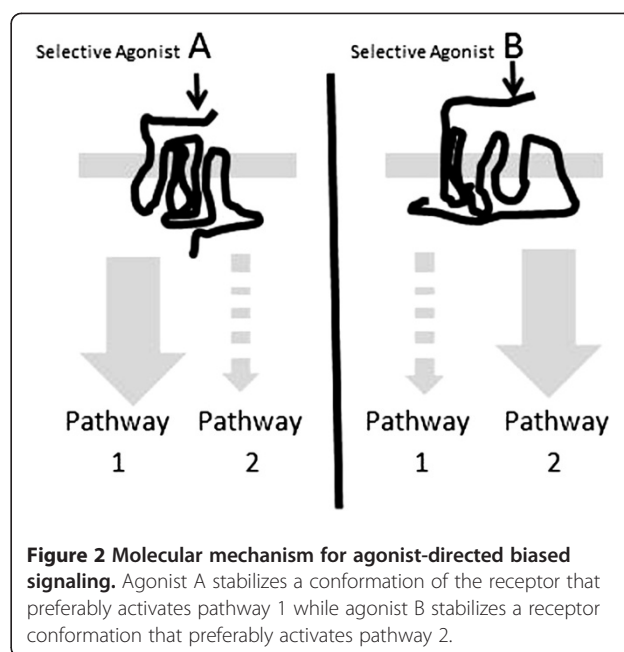 Selective Agonist A
Selective Agonist B
Pathway 1
Pathway 2
Pathway 1
Pathway 2
Figure 2 Molecular mechanism for agonist-directed biased
signaling. Agonist A stabilizes a conformation of the receptor that
preferably activates pathway 1 while agonist B stabilizes a receptor
conformation that preferably activates pathway 2.